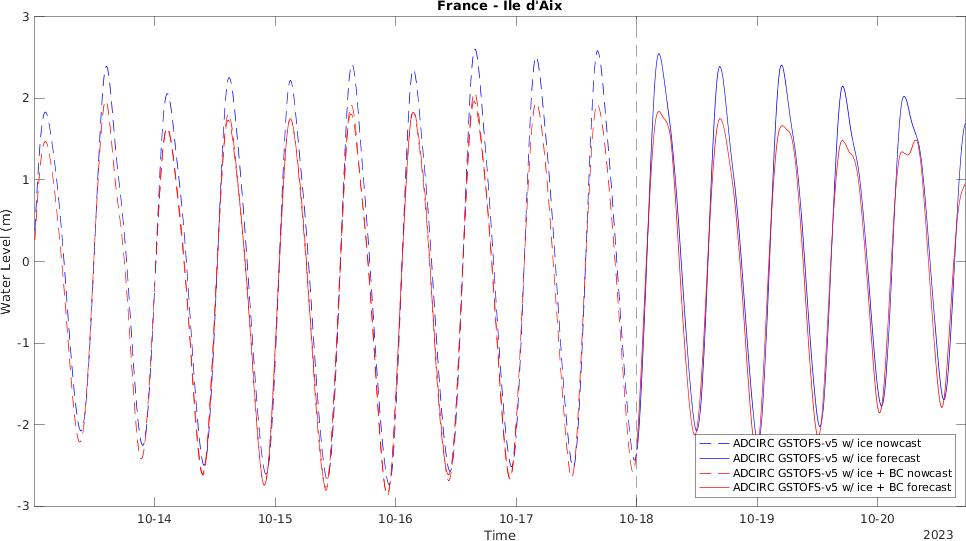 France - Ile d'Aix
3
2
1
0
-1
-2
-3
Water Level (m)
ADCIRC GSTOFS-v5 w/ ice nowcast
ADCIRC GSTOFS-v5 w/ ice forecast
ADCIRC GSTOFS-v5 w/ ice + BC nowcast
ADCIRC GSTOFS-v5 w/ ice + BC forecast
10-14 10-15 10-16 10-17 10-18 10-19 10-20
Time
2023